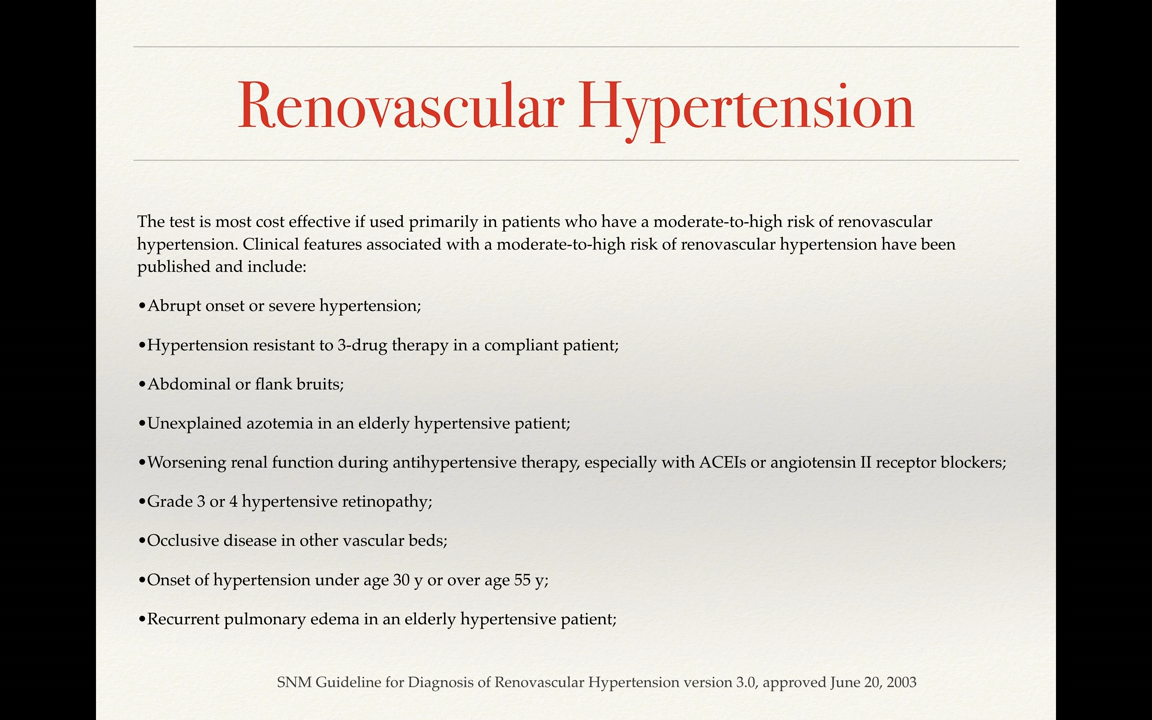 Renovascular Hypertension
The test is most cost effective if used primarily in patients who have a moderate-to-high risk of renovascular
hypertension. Clinical features associated with a moderate-to-high risk of renovascular hypertension have been
published and include:
•Abrupt onset or severe hypertension;
•Hypertension resistant to 3-drug therapy in a compliant patient;
•Abdominal or flank bruits;
•Unexplained azotemia in an elderly hypertensive patient;
•Worsening renal function during antihypertensive therapy, especially with ACEIs or angiotensin II receptor blockers;
•Grade 3 or 4 hypertensive retinopathy;
•Occlusive disease in other vascular beds;
•Onset of hypertension under age 30 y or over age 55 y;
•Recurrent pulmonary edema in an elderly hypertensive patient;
SNM Guideline for Diagnosis of Renovascular Hypertension version 3.0, approved June 20, 2003